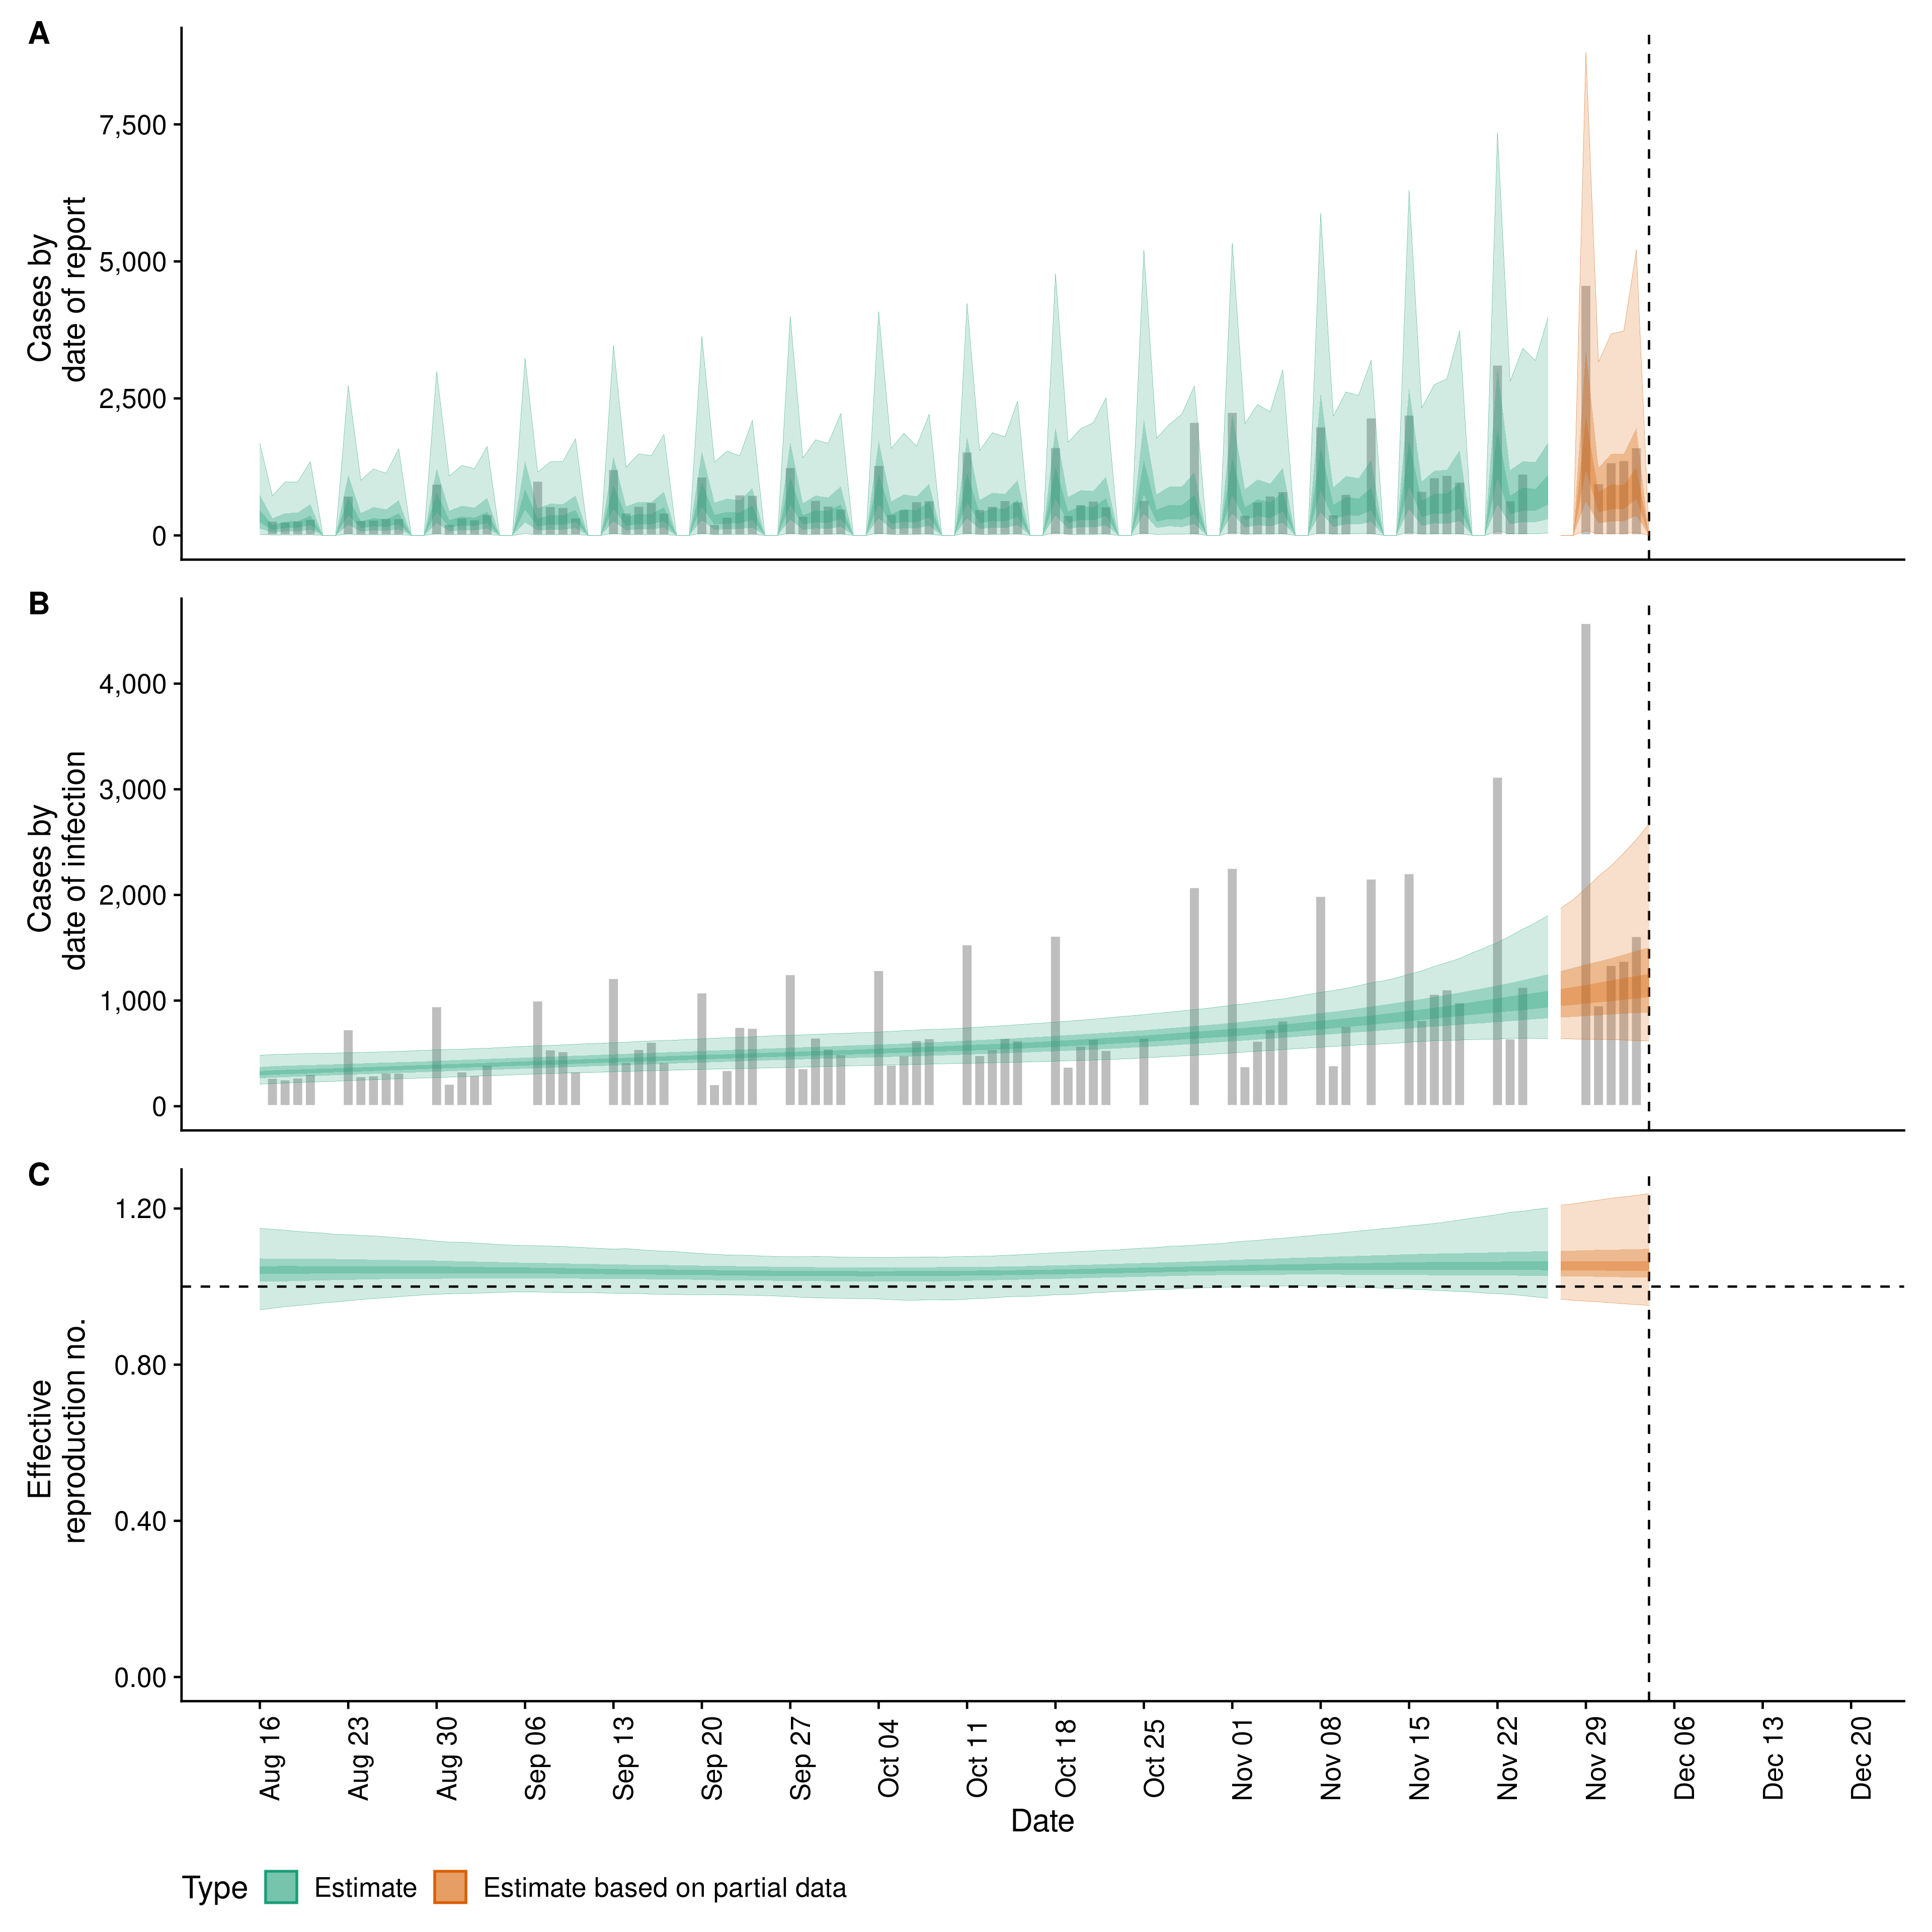 A
Cases by
date of report
7,500
5,000
2,500
0
B
Cases by
date of infection
4,000
3,000
2,000
1,000
0
C
Effective
reproduction no.
1.20
0.80
0.40
0.00
Aug 16
Aug 23
Aug 30
Sep 06
Sep 13
Sep 20
Sep 27
Oct 04
Oct 11
Oct 18
Oct 25
Nov 01
Nov 08
Nov 15
Nov 22
Nov 29
Dec 06
Dec 13
Dec 20
Date
Type
Estimate
Estimate based on partial data